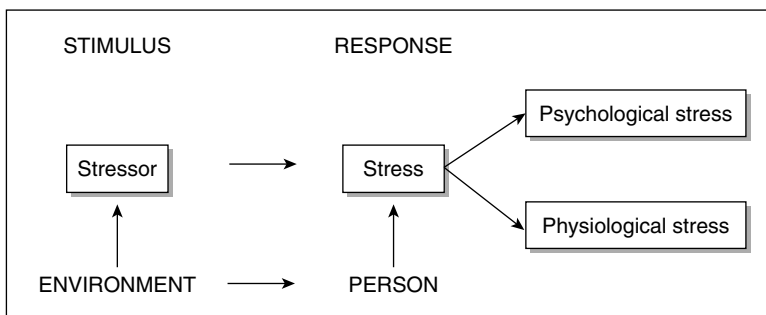 STIMULUS RESPONSE
Psychological stress
Stressor Stress
Physiological stress
ENVIRONMENT PERSON